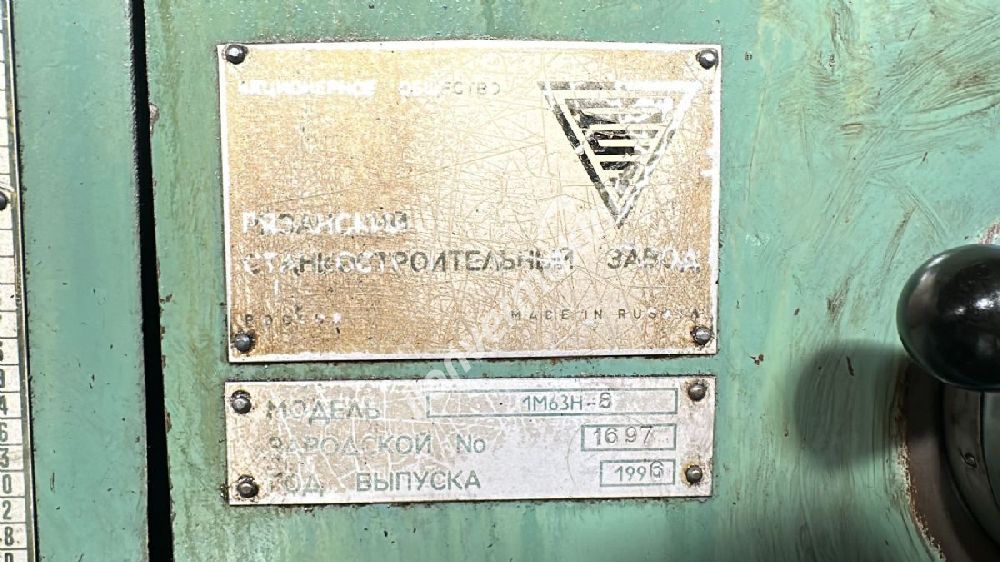 АКЦИОНЕРНОЕ ОБЩЕСТВО
РЯЗАНСКИЙ
СТАНКОСТРОИТЕЛЬНЫЙ ЗАВОД
MADE IN RUSSIA
МОДЕЛЬ 1М63Н-8
ЗАВОДСКОЙ No 1697
ГОД ВЫПУСКА 1996